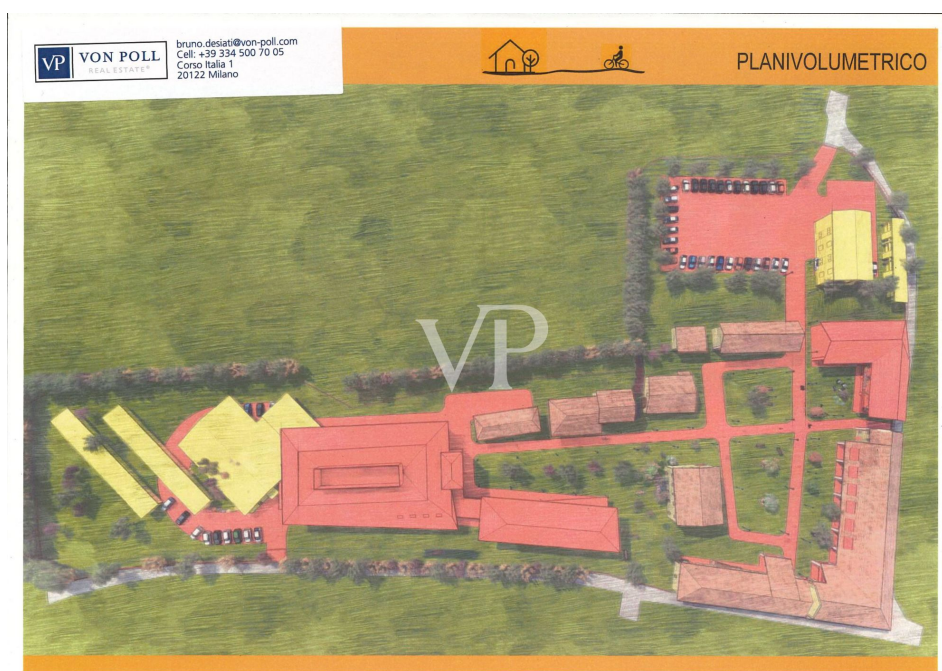 VP VON POLL
REAL ESTATE®
bruno.desiati@von-poll.com
Cell: +39 334 500 70 05
Corso Italia 1
20122 Milano
PLANIVOLUMETRICO
VP